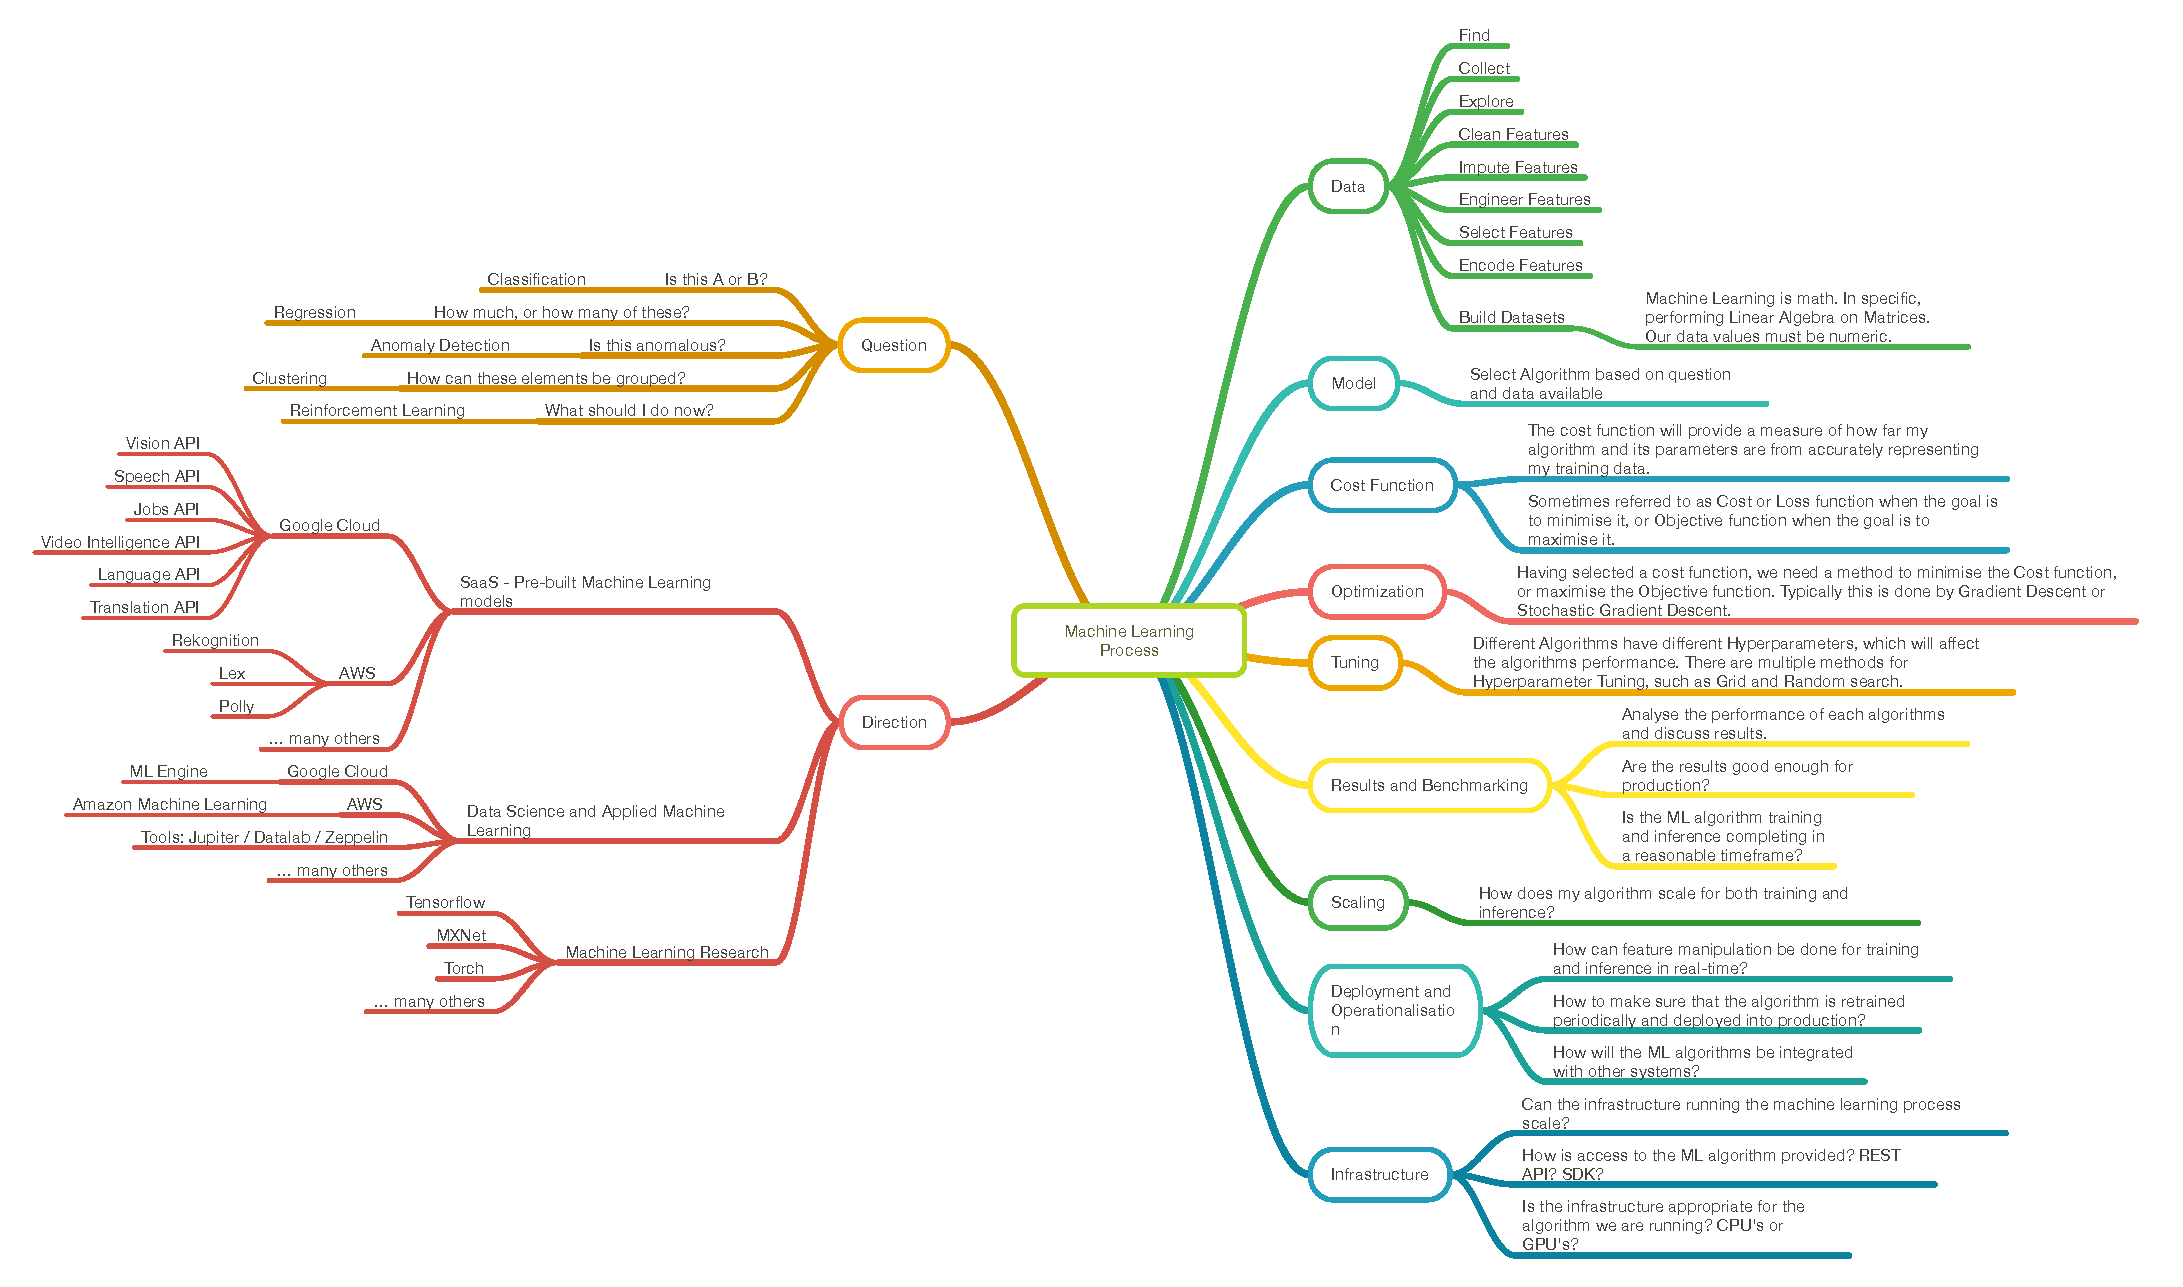 Machine Learning
Process
Question
Is this A or B?
Classification
How much, or how many of these?
Regression
Is this anomalous?
Anomaly Detection
How can these elements be grouped?
Clustering
What should I do now?
Reinforcement Learning
Direction
SaaS - Pre-built Machine Learning
models
Google Cloud
Vision API
Speech API
Jobs API
Video Intelligence API
Language API
Translation API
AWS
Rekognition
Lex
Polly
... many others
Data Science and Applied Machine
Learning
Google Cloud
ML Engine
AWS
Amazon Machine Learning
Tools: Jupiter / Datalab / Zeppelin
... many others
Machine Learning Research
Tensorflow
MXNet
Torch
... many others
Data
Find
Collect
Explore
Clean Features
Impute Features
Engineer Features
Select Features
Encode Features
Build Datasets
Machine Learning is math. In specific,
performing Linear Algebra on Matrices.
Our data values must be numeric.
Model
Select Algorithm based on question
and data available
Cost Function
The cost function will provide a measure of how far my
algorithm and its parameters are from accurately representing
my training data.
Sometimes referred to as Cost or Loss function when the goal is
to minimise it, or Objective function when the goal is to
maximise it.
Optimization
Having selected a cost function, we need a method to minimise the Cost function,
or maximise the Objective function. Typically this is done by Gradient Descent or
Stochastic Gradient Descent.
Tuning
Different Algorithms have different Hyperparameters, which will affect
the algorithms performance. There are multiple methods for
Hyperparameter Tuning, such as Grid and Random search.
Results and Benchmarking
Analyse the performance of each algorithms
and discuss results.
Are the results good enough for
production?
Is the ML algorithm training
and inference completing in
a reasonable timeframe?
Scaling
How does my algorithm scale for both training and
inference?
Deployment and
Operationalisatio
n
How can feature manipulation be done for training
and inference in real-time?
How to make sure that the algorithm is retrained
periodically and deployed into production?
How will the ML algorithms be integrated
with other systems?
Infrastructure
Can the infrastructure running the machine learning process
scale?
How is access to the ML algorithm provided? REST
API? SDK?
Is the infrastructure appropriate for the
algorithm we are running? CPU's or
GPU's?